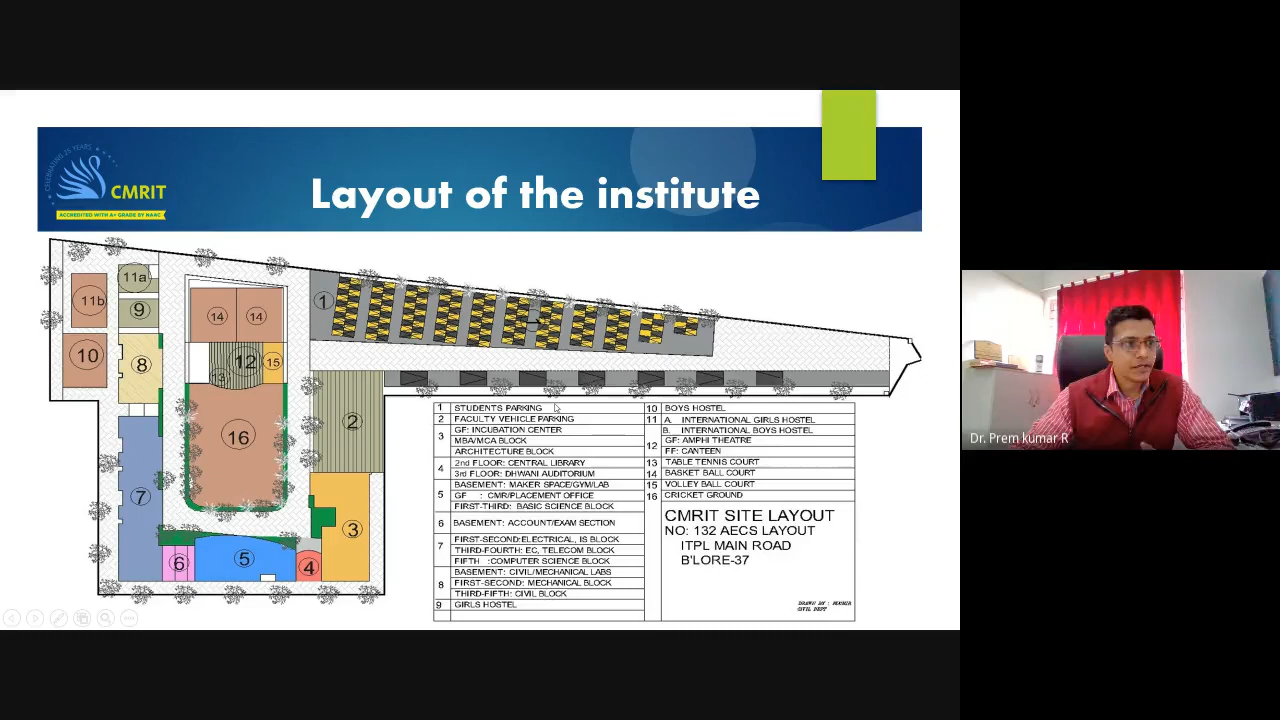 CELEBRATING 25 YEARS
CMRIT
ACCREDITED WITH A+ GRADE BY NAAC
Layout of the institute
11a
11b
9
10
8
14
14
12
13
15
1
16
2
7
3
6
5
4
1 STUDENTS PARKING
2 FACULTY VEHICLE PARKING
3 GF: INCUBATION CENTER
MBA/MCA BLOCK
ARCHITECTURE BLOCK
4 2nd FLOOR: CENTRAL LIBRARY
3rd FLOOR: DHWANI AUDITORIUM
5 BASEMENT: MAKER SPACE/GYM/LAB
GF : CMR/PLACEMENT OFFICE
FIRST-THIRD: BASIC SCIENCE BLOCK
6 BASEMENT: ACCOUNT/EXAM SECTION
7 FIRST-SECOND:ELECTRICAL, IS BLOCK
THIRD-FOURTH: EC, TELECOM BLOCK
FIFTH :COMPUTER SCIENCE BLOCK
8 BASEMENT: CIVIL/MECHANICAL LABS
FIRST-SECOND: MECHANICAL BLOCK
THIRD-FIFTH: CIVIL BLOCK
9 GIRLS HOSTEL
10 BOYS HOSTEL
11 A. INTERNATIONAL GIRLS HOSTEL
B. INTERNATIONAL BOYS HOSTEL
12 GF: AMPHI THEATRE
FF: CANTEEN
13 TABLE TENNIS COURT
14 BASKET BALL COURT
15 VOLLEY BALL COURT
16 CRICKET GROUND
CMRIT SITE LAYOUT
NO: 132 AECS LAYOUT
ITPL MAIN ROAD
B'LORE-37
DRAWN BY :
CIVIL DEPT
Dr. Prem kumar R